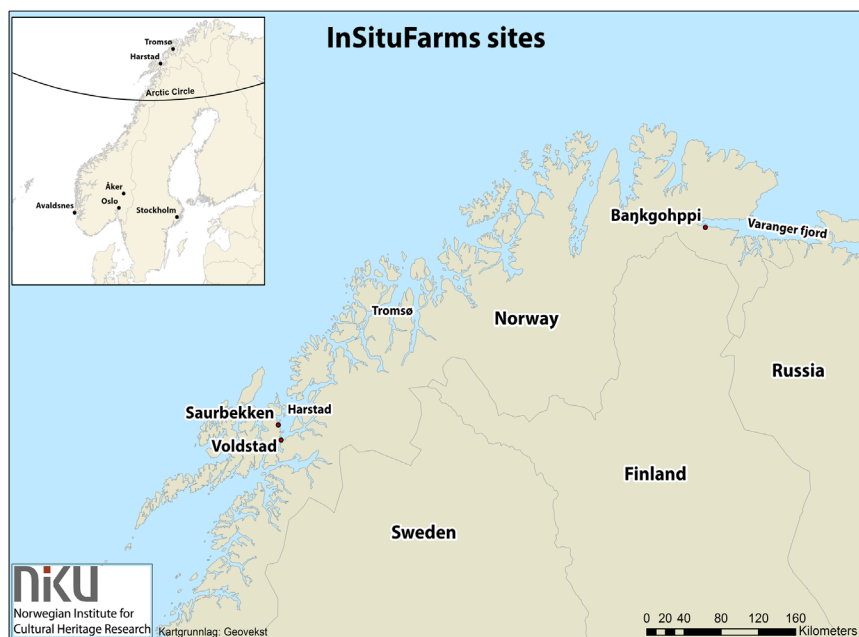 InSituFarms sites
Tromsø
Harstad
Arctic Circle
Åker
Oslo
Avaldsnes
Stockholm
Baŋkgohppi
Varanger fjord
Tromsø
Norway
Russia
Saurbekken
Harstad
Voldstad
Finland
Sweden
niku
Norwegian Institute for
Cultural Heritage Research
Kartgrunnlag: Geovekst
0 20 40 80 120 160
Kilometers